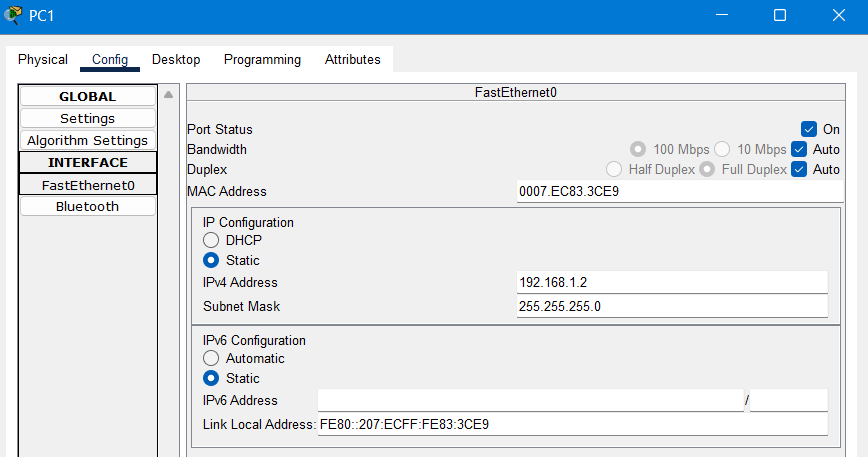 PC1
Physical Config Desktop Programming Attributes
GLOBAL
Settings
Algorithm Settings
INTERFACE
FastEthernet0
Bluetooth
FastEthernet0
Port Status On
Bandwidth 100 Mbps 10 Mbps Auto
Duplex Half Duplex Full Duplex Auto
MAC Address 0007.EC83.3CE9
IP Configuration
DHCP
Static
IPv4 Address 192.168.1.2
Subnet Mask 255.255.255.0
IPv6 Configuration
Automatic
Static
IPv6 Address /
Link Local Address: FE80::207:ECFF:FE83:3CE9